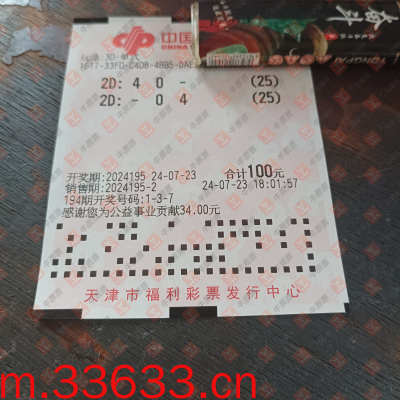 中国
CHINA
2D: 4 0 - (25)
2D: - 0 4 (25)
开奖期:2024195 24-07-23 合计100元
销售期:2024195-2 24-07-23 18:01:57
194期开奖号码:1-3-7
感谢您为公益事业贡献34.00元
天津市福利彩票发行中心
m.33633.cn